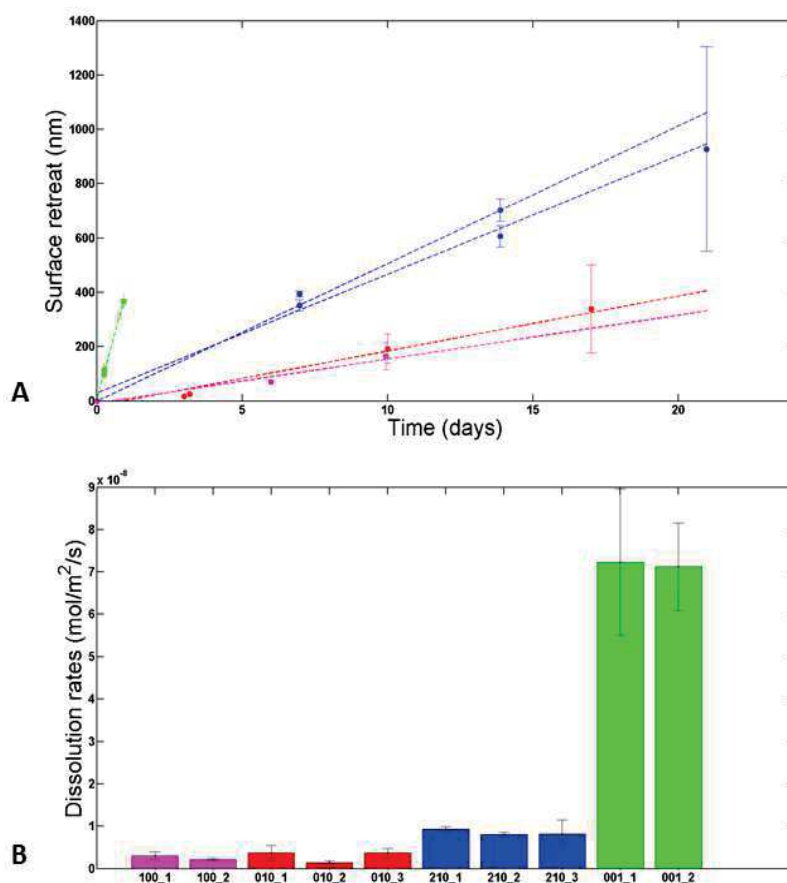 1400
1200
1000
800
600
400
200
0
0 5 10 15 20
Surface retreat (nm)
Time (days)
A
9 x 10⁻⁸
8
7
6
5
4
3
2
1
0
Dissolution rates (mol/m²/s)
100_1 100_2 010_1 010_2 010_3 210_1 210_2 210_3 001_1 001_2
B